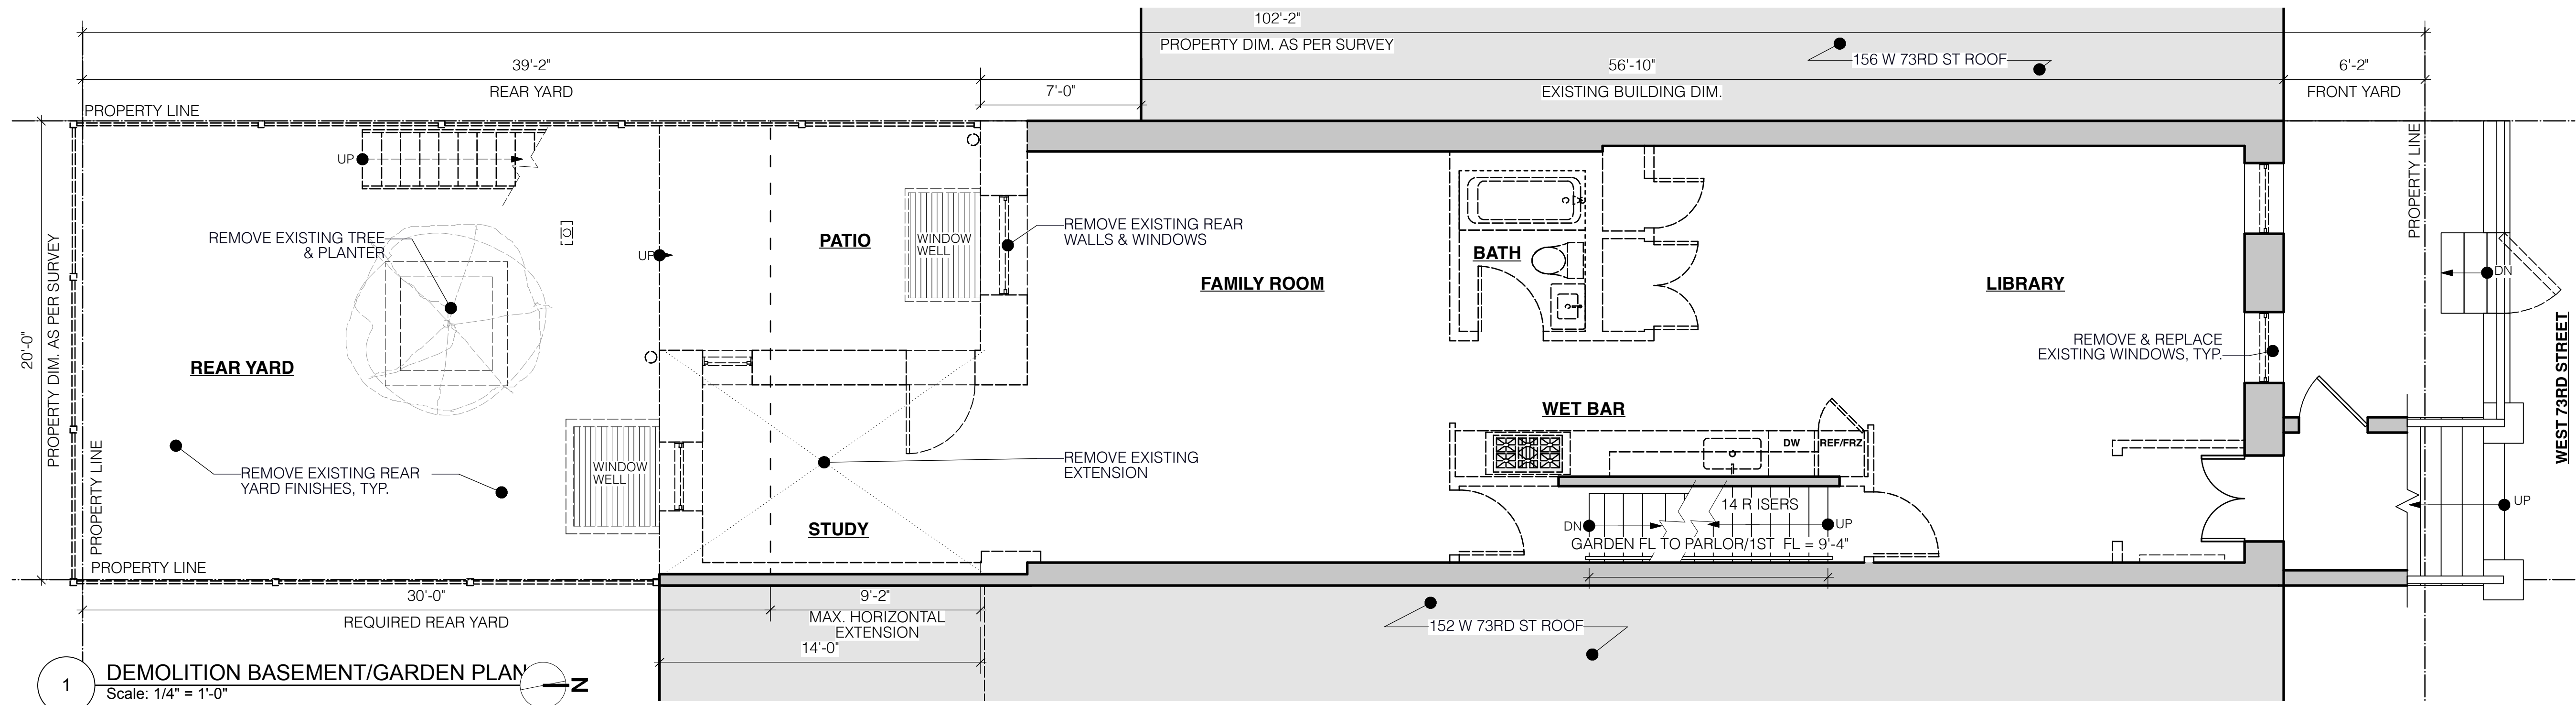 102'-2"
PROPERTY DIM. AS PER SURVEY
156 W 73RD ST ROOF
39'-2"
REAR YARD
7'-0"
56'-10"
EXISTING BUILDING DIM.
6'-2"
FRONT YARD
PROPERTY LINE
UP
REMOVE EXISTING TREE
& PLANTER
UP
PATIO
WINDOW
WELL
REMOVE EXISTING REAR
WALLS & WINDOWS
FAMILY ROOM
BATH
LIBRARY
PROPERTY LINE
DN
20'-0"
PROPERTY DIM. AS PER SURVEY
REAR YARD
REMOVE & REPLACE
EXISTING WINDOWS, TYP.
WEST 73RD STREET
WET BAR
DW
REF/FRZ
PROPERTY LINE
REMOVE EXISTING REAR
YARD FINISHES, TYP.
WINDOW
WELL
REMOVE EXISTING
EXTENSION
STUDY
14 R ISERS
DN
UP
UP
GARDEN FL TO PARLOR/1ST FL = 9'-4"
PROPERTY LINE
30'-0"
REQUIRED REAR YARD
9'-2"
MAX. HORIZONTAL
EXTENSION
14'-0"
152 W 73RD ST ROOF
1
DEMOLITION BASEMENT/GARDEN PLAN
Scale: 1/4" = 1'-0"
N